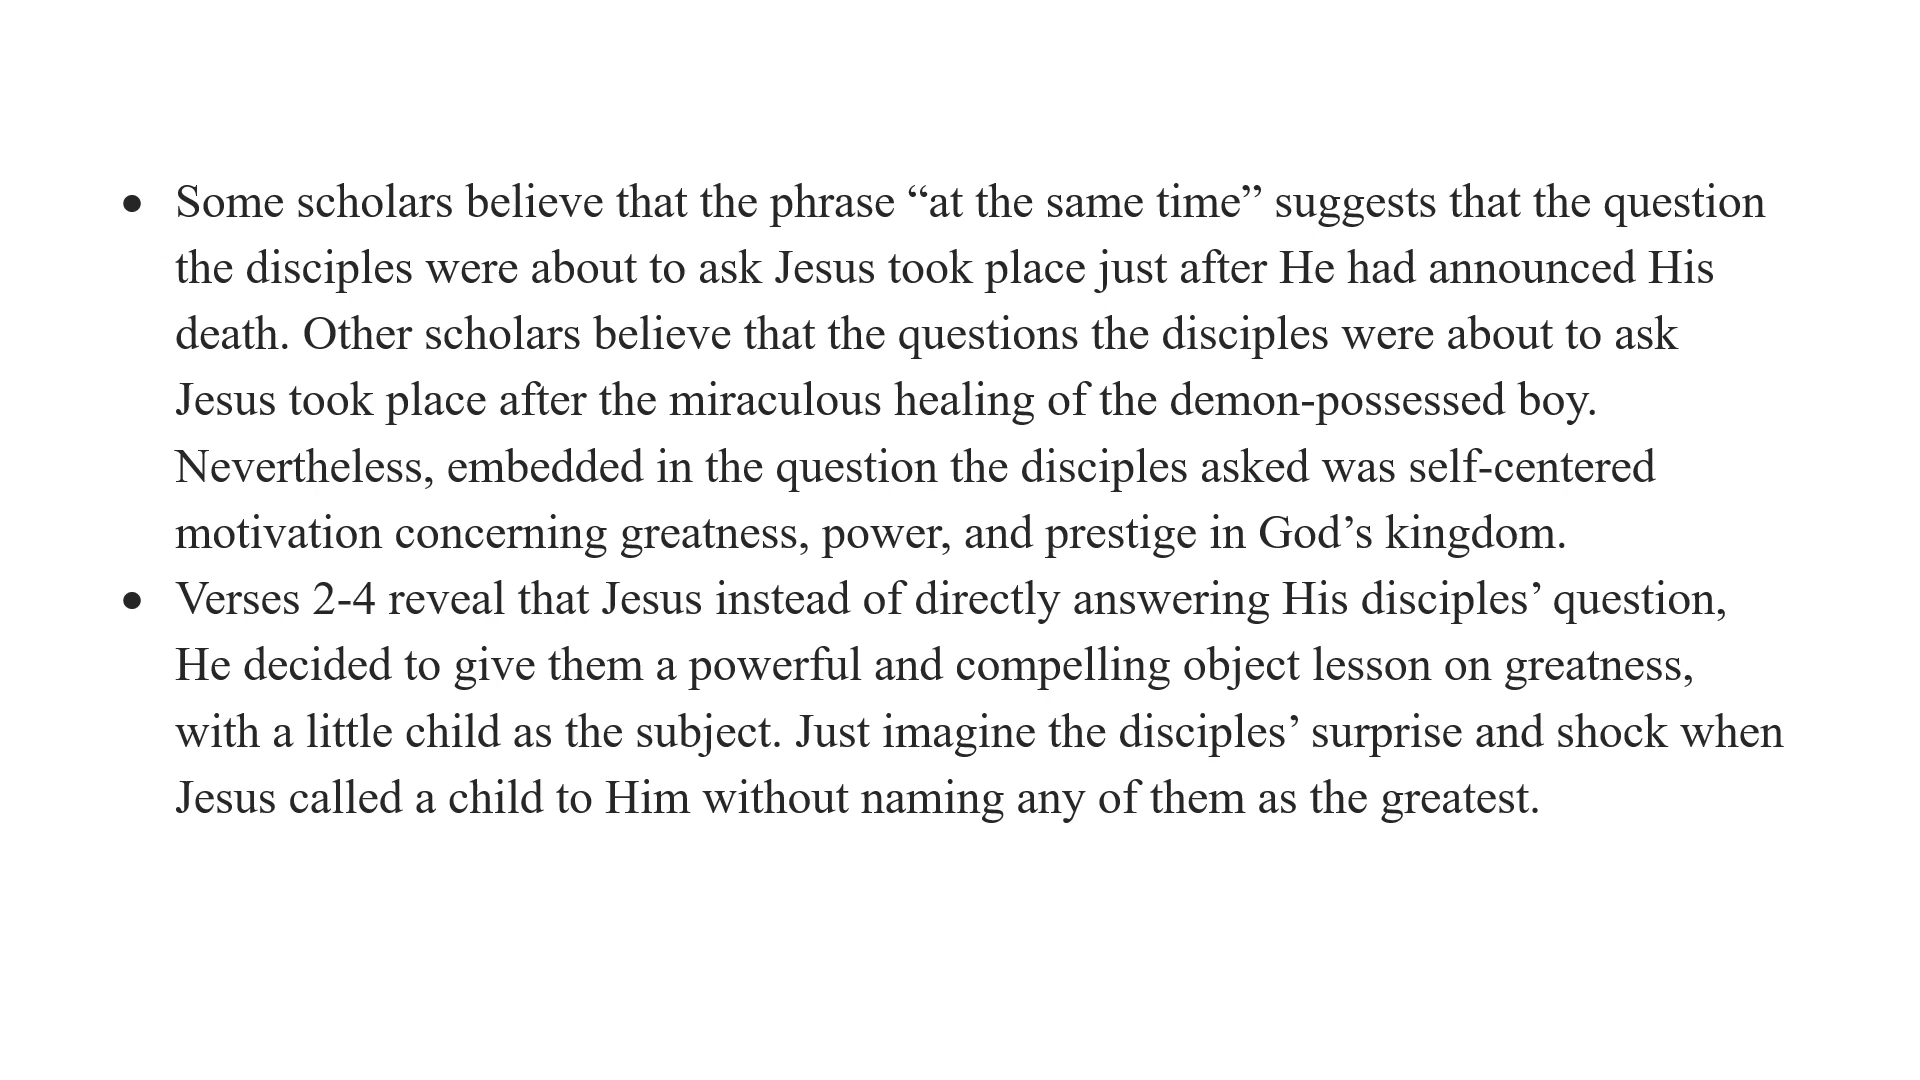 ● Some scholars believe that the phrase “at the same time” suggests that the question
the disciples were about to ask Jesus took place just after He had announced His
death. Other scholars believe that the questions the disciples were about to ask
Jesus took place after the miraculous healing of the demon-possessed boy.
Nevertheless, embedded in the question the disciples asked was self-centered
motivation concerning greatness, power, and prestige in God’s kingdom.
● Verses 2-4 reveal that Jesus instead of directly answering His disciples’ question,
He decided to give them a powerful and compelling object lesson on greatness,
with a little child as the subject. Just imagine the disciples’ surprise and shock when
Jesus called a child to Him without naming any of them as the greatest.